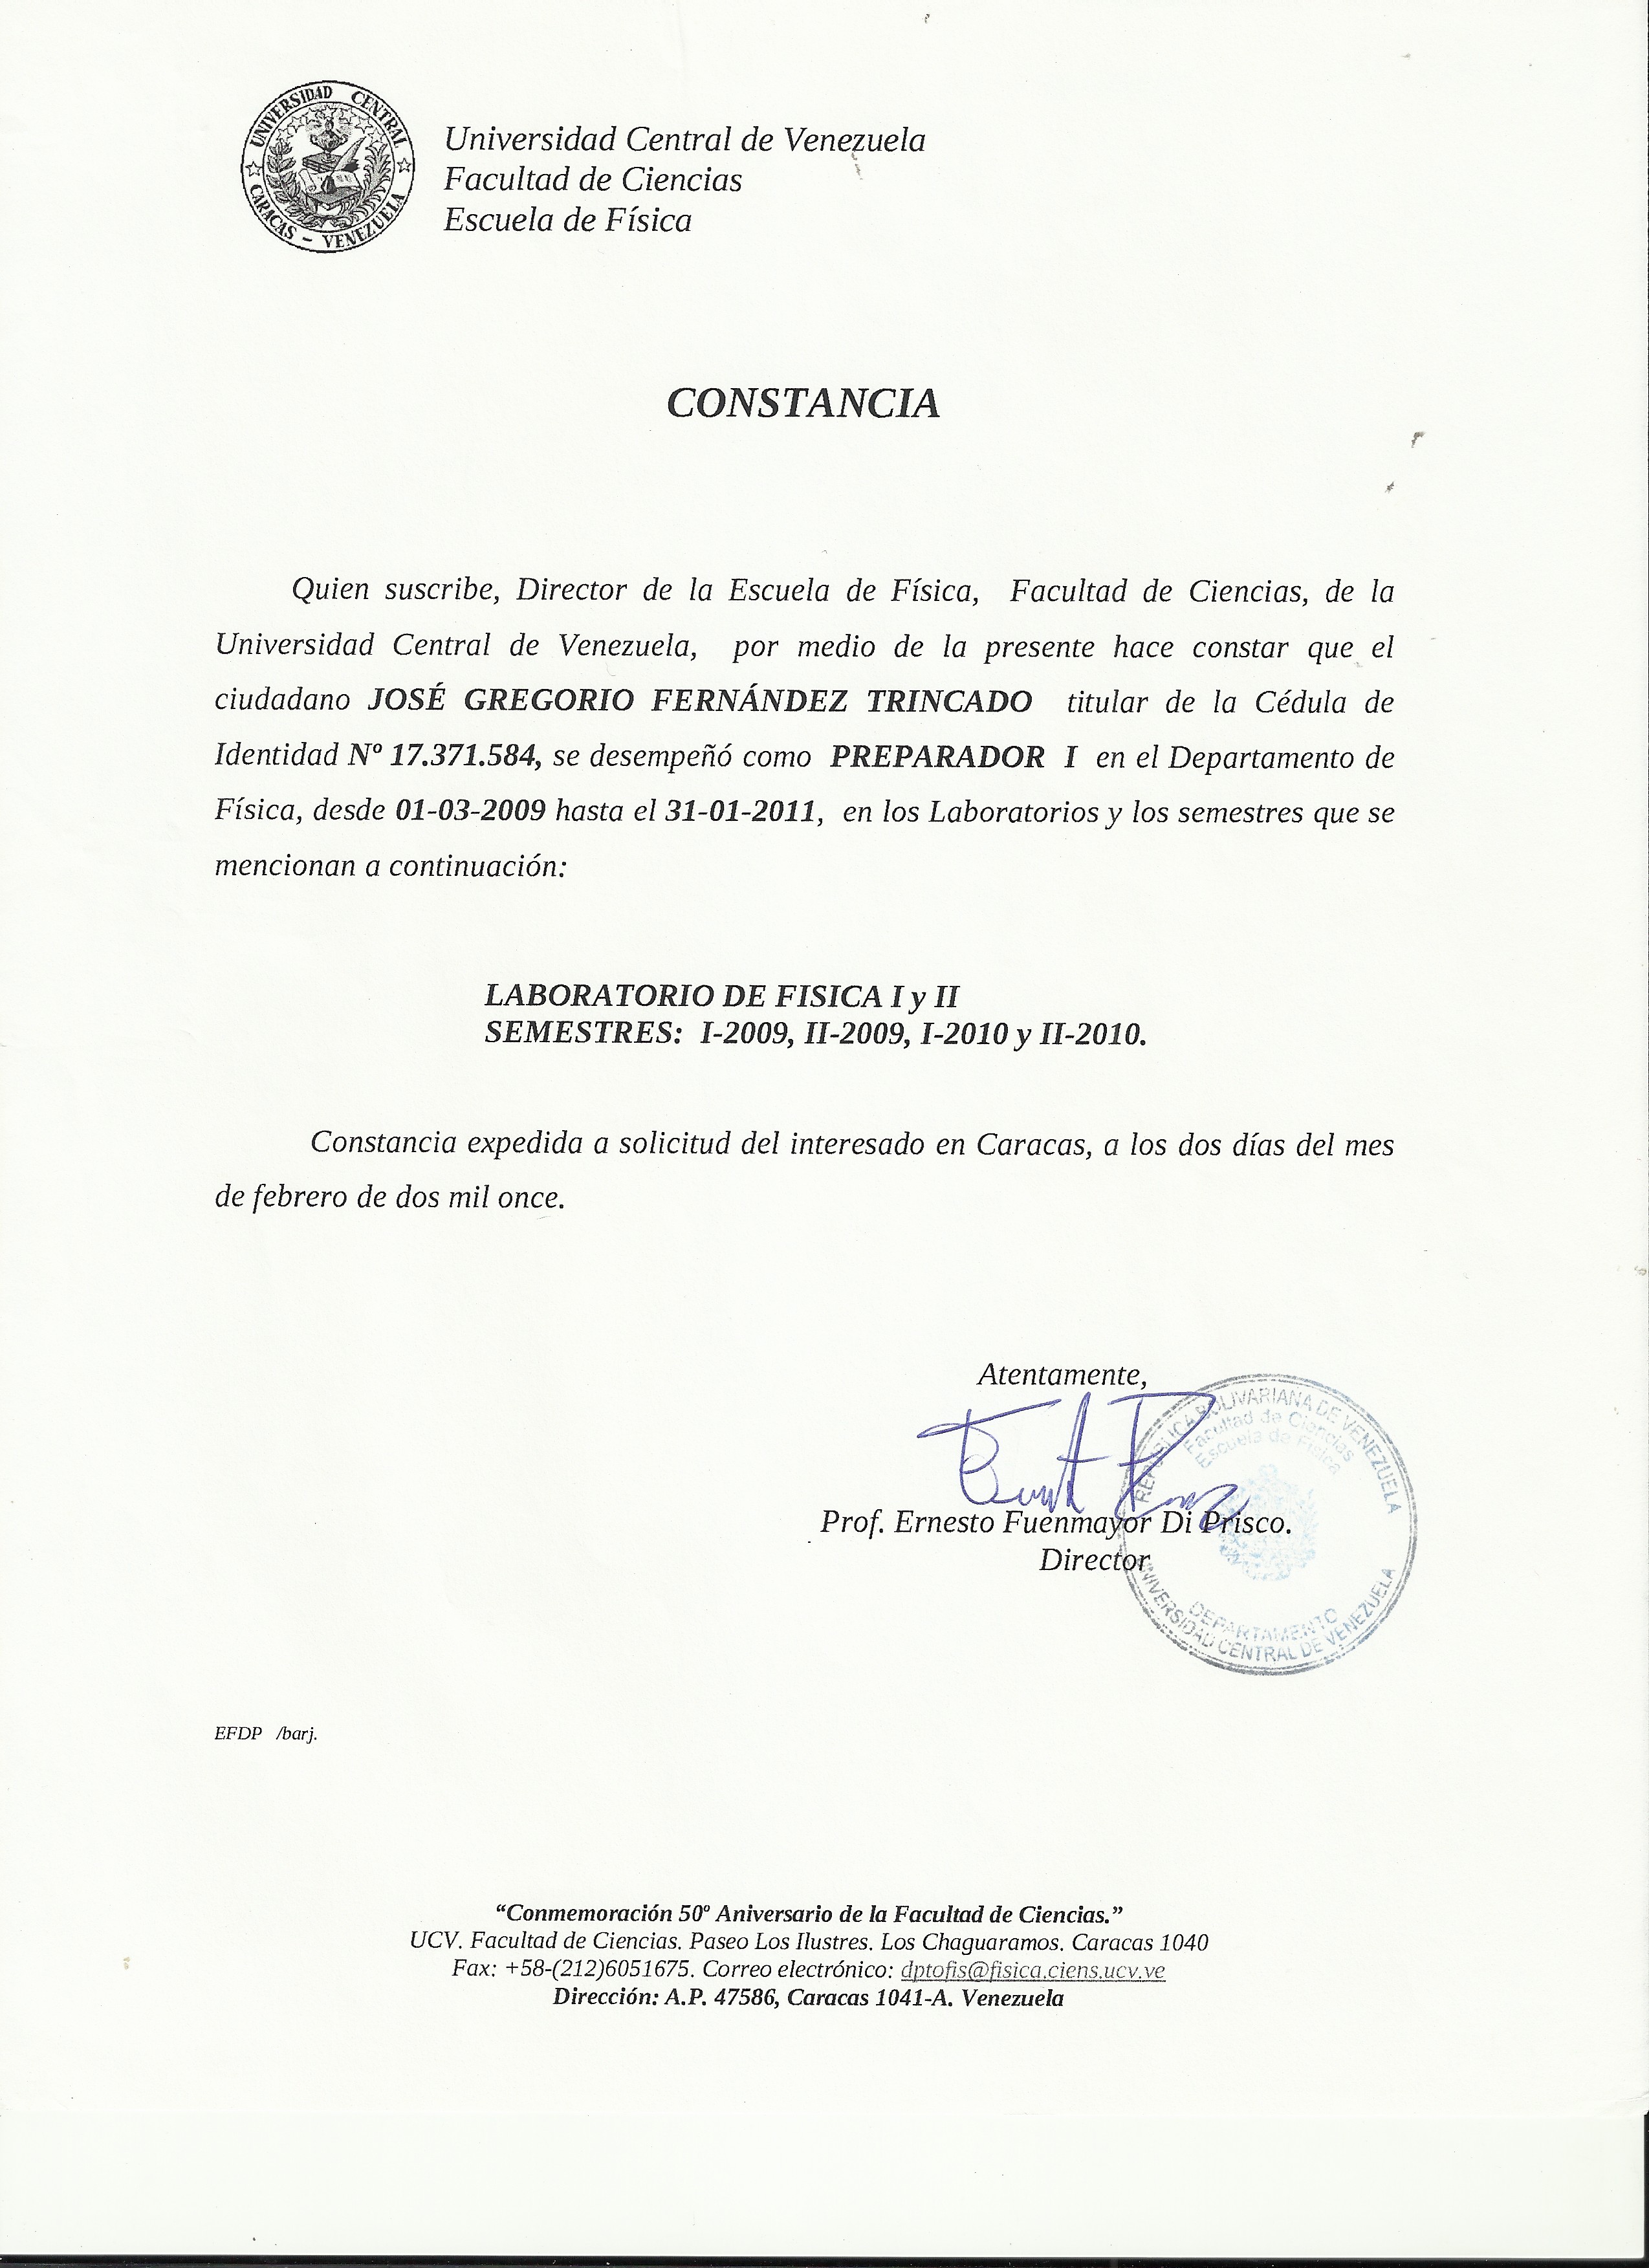 UNIVERSIDAD CENTRAL
CARACAS - VENEZUELA
Universidad Central de Venezuela
Facultad de Ciencias
Escuela de Física
CONSTANCIA
Quien suscribe, Director de la Escuela de Física, Facultad de Ciencias, de la
Universidad Central de Venezuela, por medio de la presente hace constar que el
ciudadano JOSÉ GREGORIO FERNÁNDEZ TRINCADO titular de la Cédula de
Identidad Nº 17.371.584, se desempeñó como PREPARADOR I en el Departamento de
Física, desde 01-03-2009 hasta el 31-01-2011, en los Laboratorios y los semestres que se
mencionan a continuación:
LABORATORIO DE FISICA I y II
SEMESTRES: I-2009, II-2009, I-2010 y II-2010.
Constancia expedida a solicitud del interesado en Caracas, a los dos días del mes
de febrero de dos mil once.
Atentamente,
REPÚBLICA BOLIVARIANA DE VENEZUELA
Facultad de Ciencias
Escuela de Física
Prof. Ernesto Fuenmayor Di Prisco.
Director
DEPARTAMENTO
UNIVERSIDAD CENTRAL DE VENEZUELA
EFDP /barj.
“Conmemoración 50º Aniversario de la Facultad de Ciencias.”
UCV. Facultad de Ciencias. Paseo Los Ilustres. Los Chaguaramos. Caracas 1040
Fax: +58-(212)6051675. Correo electrónico: dptofis@fisica.ciens.ucv.ve
Dirección: A.P. 47586, Caracas 1041-A. Venezuela